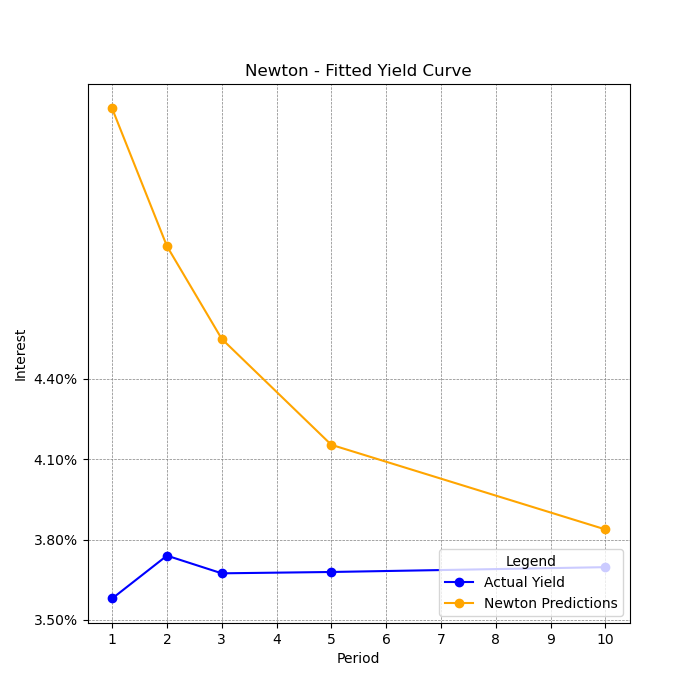 Newton - Fitted Yield Curve
Interest
4.40%
4.10%
3.80%
3.50%
Legend
Actual Yield
Newton Predictions
1 2 3 4 5 6 7 8 9 10
Period